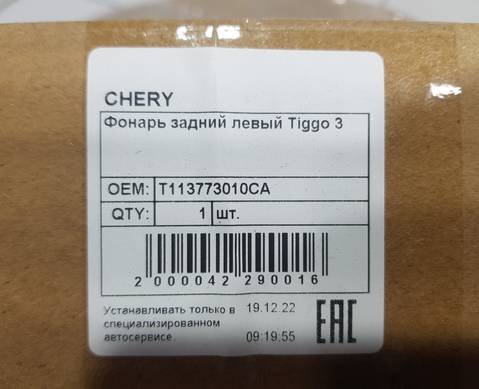 CHERY
Фонарь задний левый Tiggo 3
OEM: T113773010CA
QTY: 1 шт.
2 000042 290016
Устанавливать только в
специализированном
автосервисе.
19.12.22
09:19:55
EAC